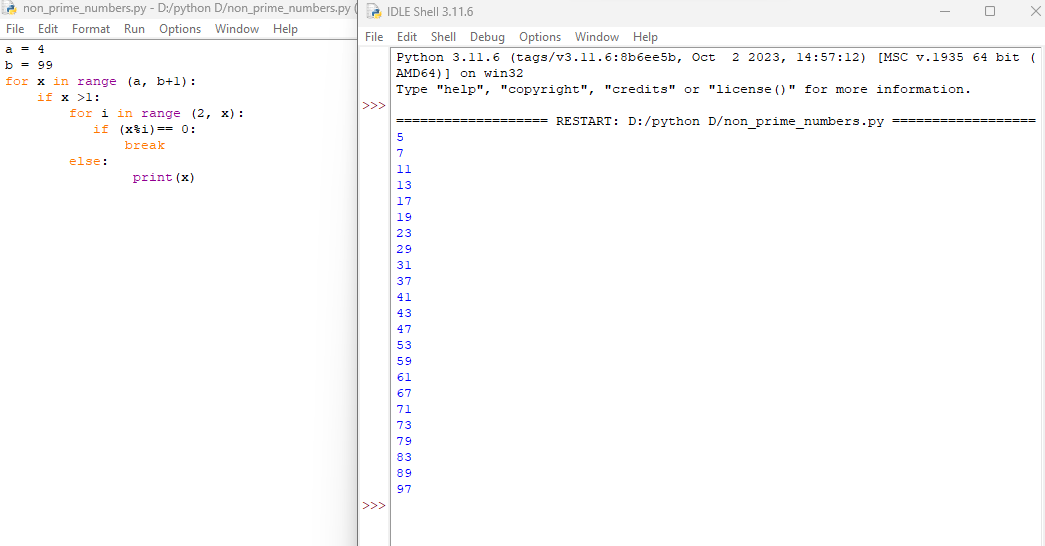 non_prime_numbers.py - D:/python D/non_prime_numbers.py (
File Edit Format Run Options Window Help
a = 4
b = 99
for x in range (a, b+1):
    if x >1:
        for i in range (2, x):
           if (x%i)== 0:
               break
        else:
                print(x)
IDLE Shell 3.11.6
File Edit Shell Debug Options Window Help
Python 3.11.6 (tags/v3.11.6:8b6ee5b, Oct  2 2023, 14:57:12) [MSC v.1935 64 bit (
AMD64)] on win32
Type "help", "copyright", "credits" or "license()" for more information.
>>>
=================== RESTART: D:/python D/non_prime_numbers.py ==================
5
7
11
13
17
19
23
29
31
37
41
43
47
53
59
61
67
71
73
79
83
89
97
>>>